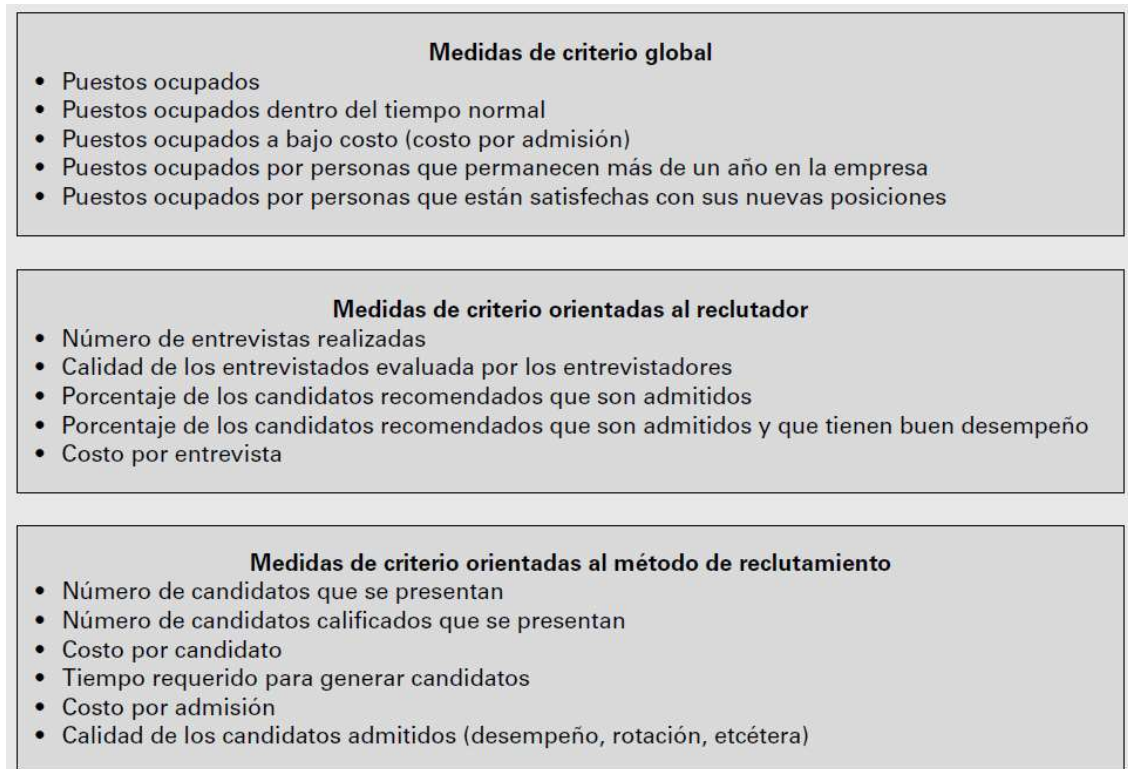 Medidas de criterio global
• Puestos ocupados
• Puestos ocupados dentro del tiempo normal
• Puestos ocupados a bajo costo (costo por admisión)
• Puestos ocupados por personas que permanecen más de un año en la empresa
• Puestos ocupados por personas que están satisfechas con sus nuevas posiciones
Medidas de criterio orientadas al reclutador
• Número de entrevistas realizadas
• Calidad de los entrevistados evaluada por los entrevistadores
• Porcentaje de los candidatos recomendados que son admitidos
• Porcentaje de los candidatos recomendados que son admitidos y que tienen buen desempeño
• Costo por entrevista
Medidas de criterio orientadas al método de reclutamiento
• Número de candidatos que se presentan
• Número de candidatos calificados que se presentan
• Costo por candidato
• Tiempo requerido para generar candidatos
• Costo por admisión
• Calidad de los candidatos admitidos (desempeño, rotación, etcétera)